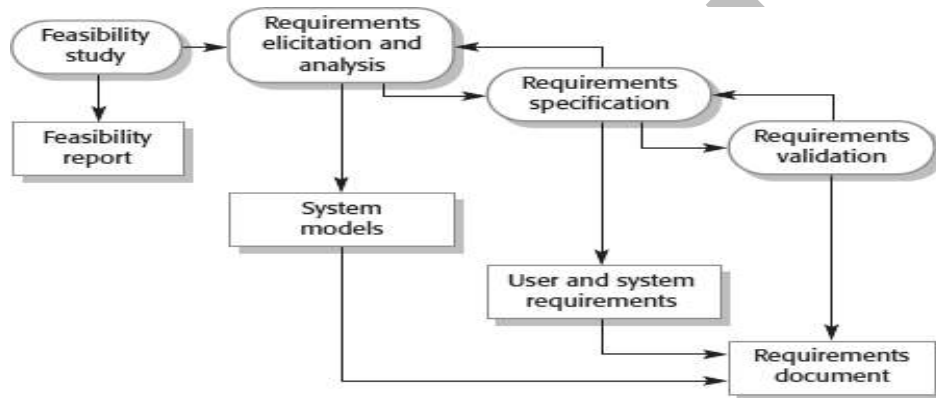 Feasibility
study
Requirements
elicitation and
analysis
Requirements
specification
Requirements
validation
Feasibility
report
System
models
User and system
requirements
Requirements
document